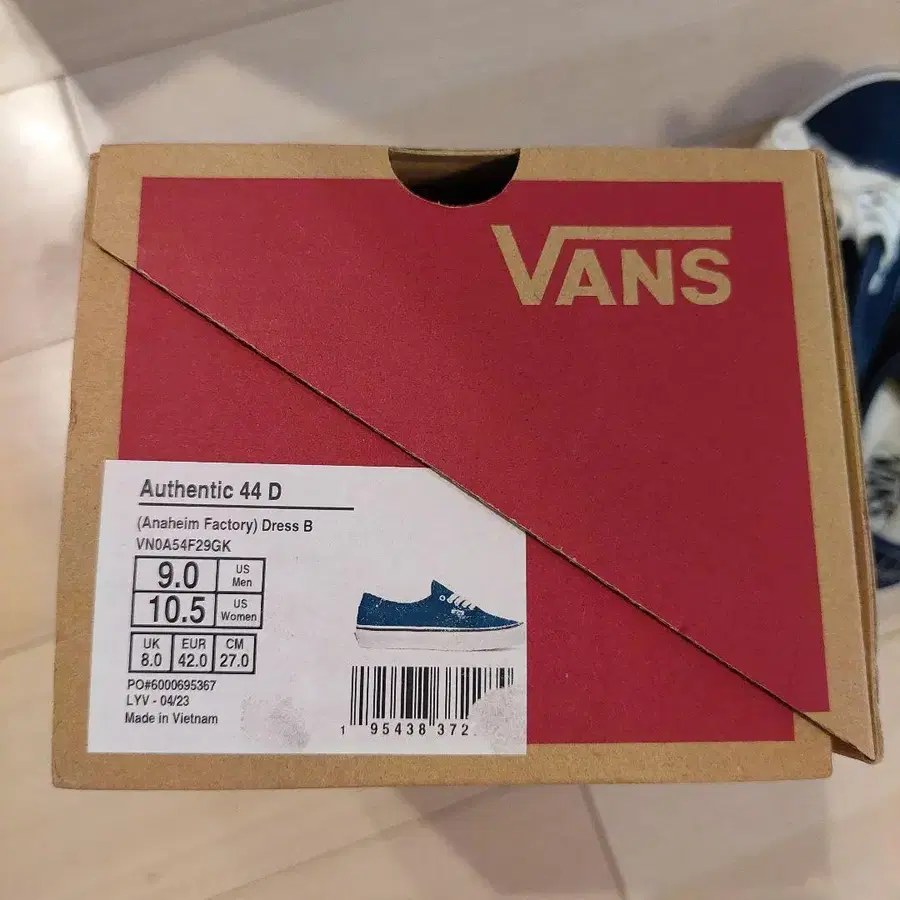 VANS
Authentic 44 D
(Anaheim Factory) Dress B
VN0A54F29GK
9.0 US Men
10.5 US Women
UK EUR CM
8.0 42.0 27.0
PO#6000695367
LYV - 04/23
Made in Vietnam
1 95438 372